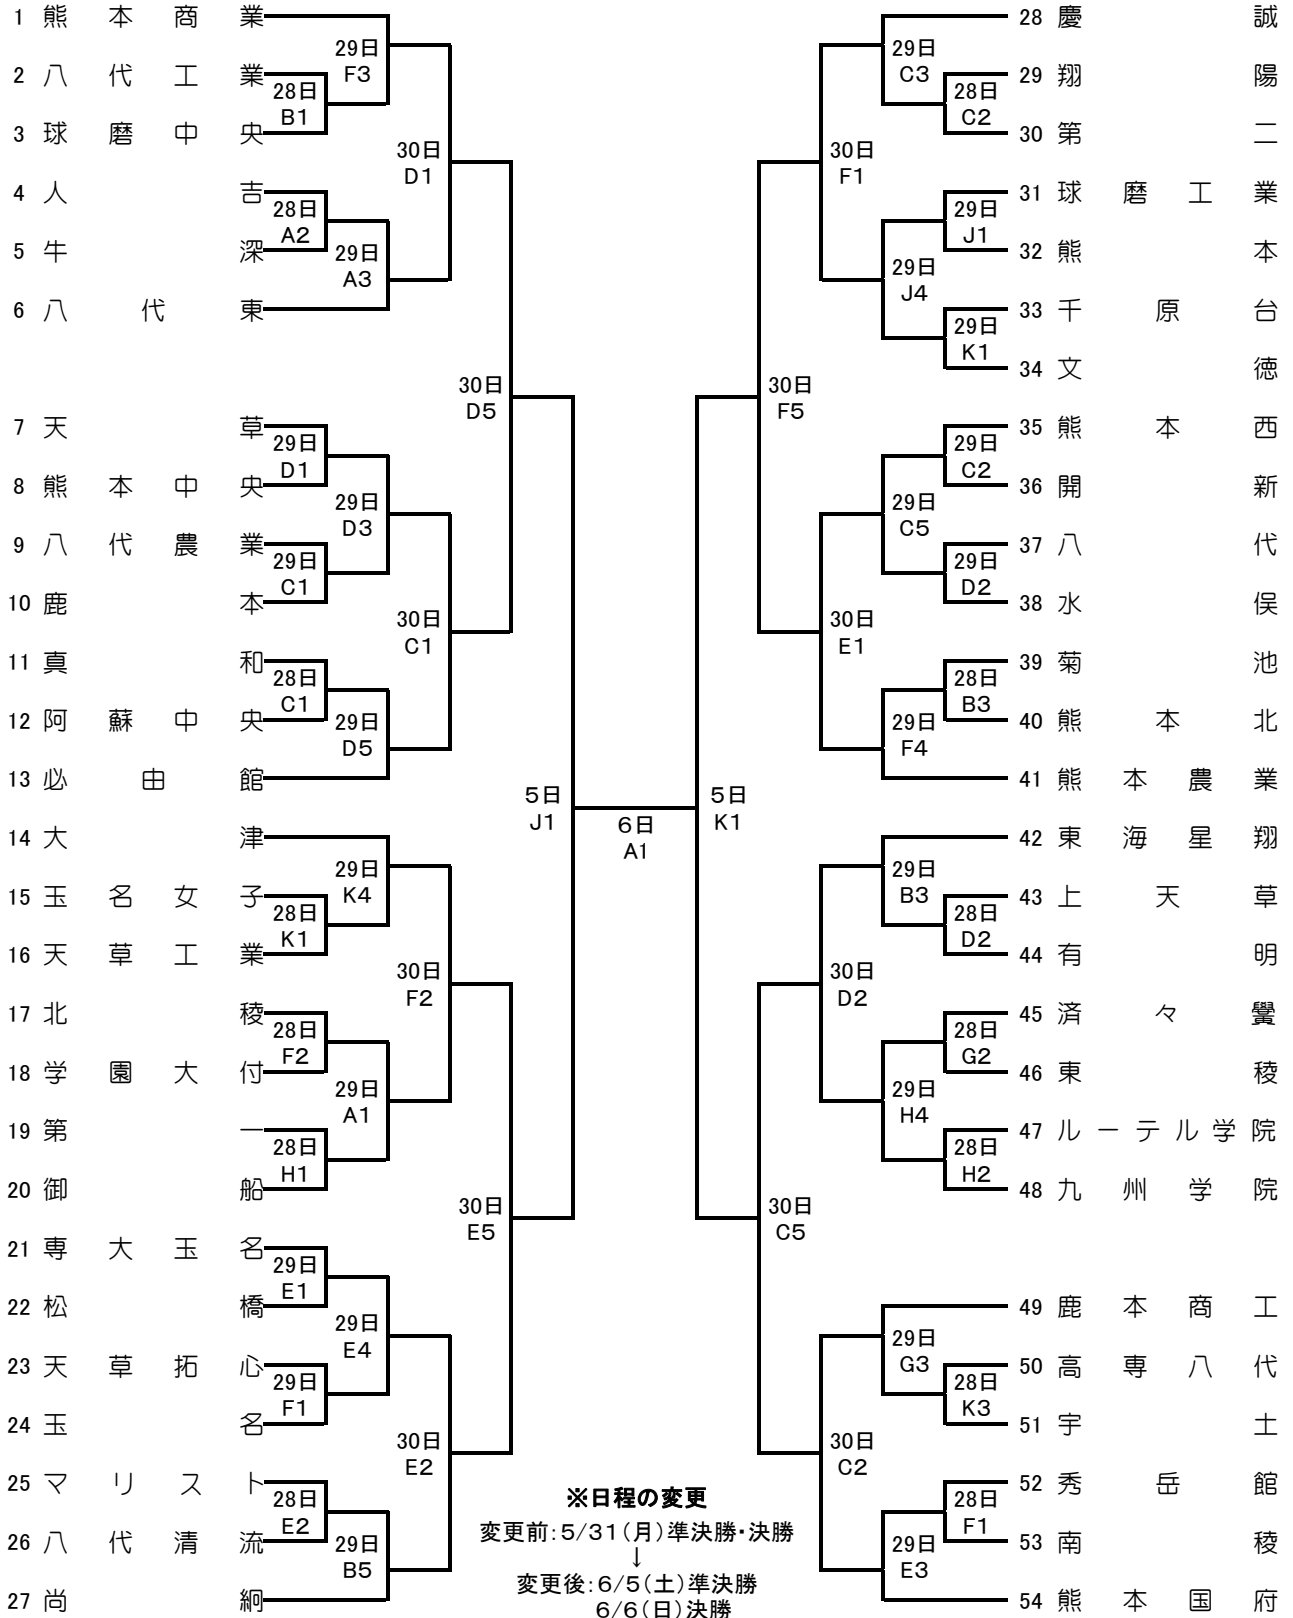 1 熊本商業
29日
F3
2 八代工業
28日
B1
3 球磨中央
30日
D1
4 人吉
28日
A2
5 牛深
29日
A3
6 八代東
30日
D5
7 天草
29日
D1
8 熊本中央
29日
D3
9 八代農業
29日
C1
10 鹿本
30日
C1
11 真和
28日
C1
12 阿蘇中央
29日
D5
13 必由館
5日
J1
14 大津
29日
K4
15 玉名女子
28日
K1
16 天草工業
30日
F2
17 北稜
28日
F2
18 学園大付
29日
A1
19 第一
28日
H1
20 御船
30日
E5
21 専大玉名
29日
E1
22 松橋
29日
E4
23 天草拓心
29日
F1
24 玉名
30日
E2
25 マリスト
28日
E2
26 八代清流
29日
B5
27 尚絅
6日
A1
28 慶誠
29日
C3
29 翔陽
28日
C2
30 第二
30日
F1
31 球磨工業
29日
J1
32 熊本
29日
J4
33 千原台
29日
K1
34 文徳
30日
F5
35 熊本西
29日
C2
36 開新
29日
C5
37 八代
29日
D2
38 水俣
30日
E1
39 菊池
28日
B3
40 熊本北
29日
F4
41 熊本農業
5日
K1
42 東海星翔
29日
B3
43 上天草
28日
D2
44 有明
30日
D2
45 済々黌
28日
G2
46 東稜
29日
H4
47 ルーテル学院
28日
H2
48 九州学院
30日
C5
49 鹿本商工
29日
G3
50 高専八代
28日
K3
51 宇土
30日
C2
52 秀岳館
28日
F1
53 南稜
29日
E3
54 熊本国府
※日程の変更
変更前:5/31(月)準決勝・決勝
↓
変更後:6/5(土)準決勝
6/6(日)決勝